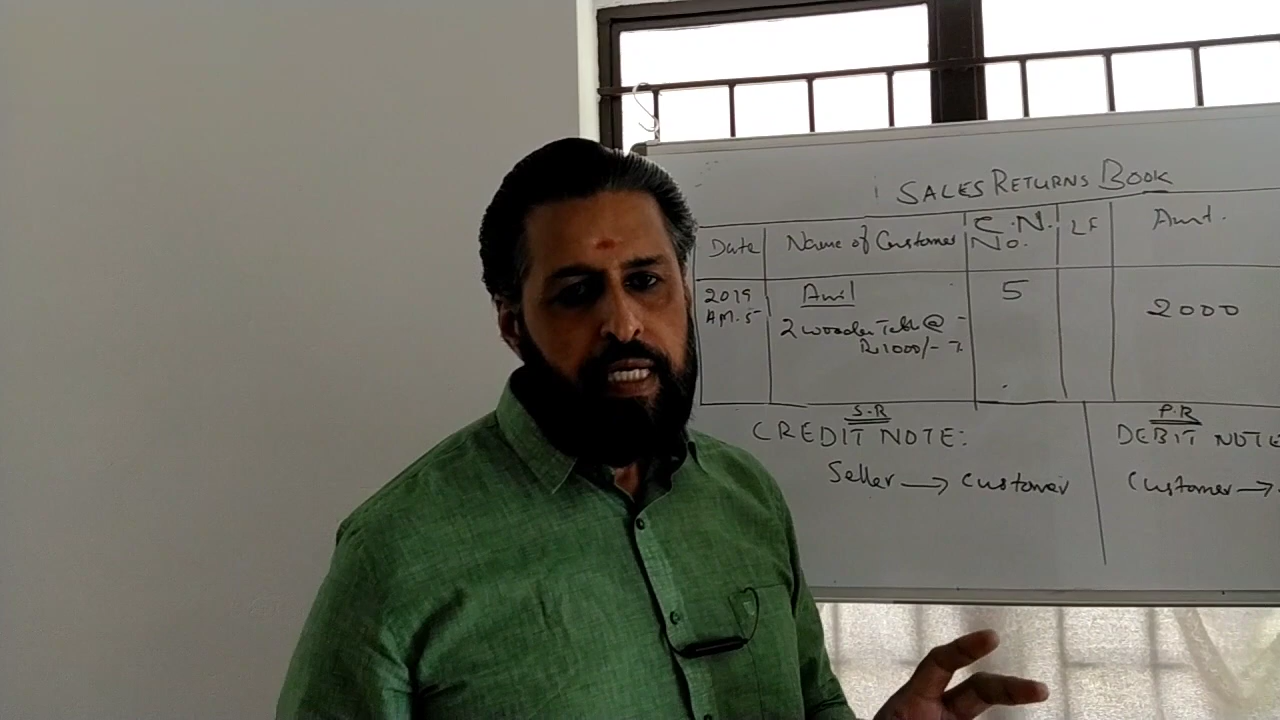 SALES RETURNS BOOK
Date Name of Customer C.N. No. LF Amt.
2019 Anil 5 2000
AP. 5 2 wooden Table @
Rs 1000/-
S.R P.R
CREDIT NOTE: DEBIT NOTE
Seller → Customer Customer →